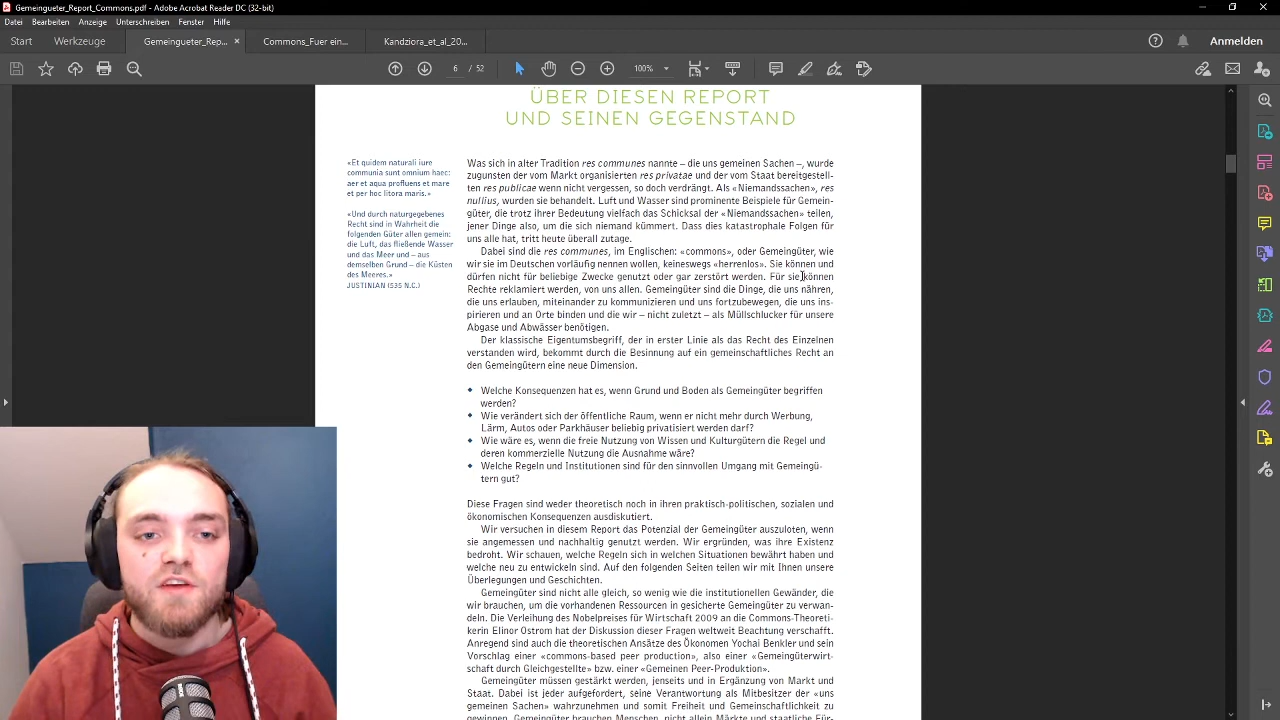 Gemeingueter_Report_Commons.pdf - Adobe Acrobat Reader DC (32-bit)
Datei Bearbeiten Anzeige Unterschreiben Fenster Hilfe
Start Werkzeuge Gemeingueter_Rep... × Commons_Fuer ein... Kandziora_et_al_20... Anmelden
6 / 52 100%
ÜBER DIESEN REPORT
UND SEINEN GEGENSTAND
«Et quidem naturali iure
communia sunt omnium haec:
aer et aqua profluens et mare
et per hoc litora maris.»
«Und durch naturgegebenes
Recht sind in Wahrheit die
folgenden Güter allen gemein:
die Luft, das fließende Wasser
und das Meer und – aus
demselben Grund – die Küsten
des Meeres.»
JUSTINIAN (535 N.C.)
Was sich in alter Tradition res communes nannte – die uns gemeinen Sachen –, wurde
zugunsten der vom Markt organisierten res privatae und der vom Staat bereitgestell-
ten res publicae wenn nicht vergessen, so doch verdrängt. Als «Niemandssachen», res
nullius, wurden sie behandelt. Luft und Wasser sind prominente Beispiele für Gemein-
güter, die trotz ihrer Bedeutung vielfach das Schicksal der «Niemandssachen» teilen,
jener Dinge also, um die sich niemand kümmert. Dass dies katastrophale Folgen für
uns alle hat, tritt heute überall zutage.
Dabei sind die res communes, im Englischen: «commons», oder Gemeingüter, wie
wir sie im Deutschen vorläufig nennen wollen, keineswegs «herrenlos». Sie können und
dürfen nicht für beliebige Zwecke genutzt oder gar zerstört werden. Für sie können
Rechte reklamiert werden, von uns allen. Gemeingüter sind die Dinge, die uns nähren,
die uns erlauben, miteinander zu kommunizieren und uns fortzubewegen, die uns ins-
pirieren und an Orte binden und die wir – nicht zuletzt – als Müllschlucker für unsere
Abgase und Abwässer benötigen.
Der klassische Eigentumsbegriff, der in erster Linie als das Recht des Einzelnen
verstanden wird, bekommt durch die Besinnung auf ein gemeinschaftliches Recht an
den Gemeingütern eine neue Dimension.
Welche Konsequenzen hat es, wenn Grund und Boden als Gemeingüter begriffen
werden?
Wie verändert sich der öffentliche Raum, wenn er nicht mehr durch Werbung,
Lärm, Autos oder Parkhäuser beliebig privatisiert werden darf?
Wie wäre es, wenn die freie Nutzung von Wissen und Kulturgütern die Regel und
deren kommerzielle Nutzung die Ausnahme wäre?
Welche Regeln und Institutionen sind für den sinnvollen Umgang mit Gemeingü-
tern gut?
Diese Fragen sind weder theoretisch noch in ihren praktisch-politischen, sozialen und
ökonomischen Konsequenzen ausdiskutiert.
Wir versuchen in diesem Report das Potenzial der Gemeingüter auszuloten, wenn
sie angemessen und nachhaltig genutzt werden. Wir ergründen, was ihre Existenz
bedroht. Wir schauen, welche Regeln sich in welchen Situationen bewährt haben und
welche neu zu entwickeln sind. Auf den folgenden Seiten teilen wir mit Ihnen unsere
Überlegungen und Geschichten.
Gemeingüter sind nicht alle gleich, so wenig wie die institutionellen Gewänder, die
wir brauchen, um die vorhandenen Ressourcen in gesicherte Gemeingüter zu verwan-
deln. Die Verleihung des Nobelpreises für Wirtschaft 2009 an die Commons-Theoreti-
kerin Elinor Ostrom hat der Diskussion dieser Fragen weltweit Beachtung verschafft.
Anregend sind auch die theoretischen Ansätze des Ökonomen Yochai Benkler und sein
Vorschlag einer «commons-based peer production», also einer «Gemeingüterwirt-
schaft durch Gleichgestellte» bzw. einer «Gemeinen Peer-Produktion».
Gemeingüter müssen gestärkt werden, jenseits und in Ergänzung von Markt und
Staat. Dabei ist jeder aufgefordert, seine Verantwortung als Mitbesitzer der «uns
gemeinen Sachen» wahrzunehmen und somit Freiheit und Gemeinschaftlichkeit zu
gewinnen. Gemeingüter brauchen Menschen, nicht allein Märkte und staatliche Für-